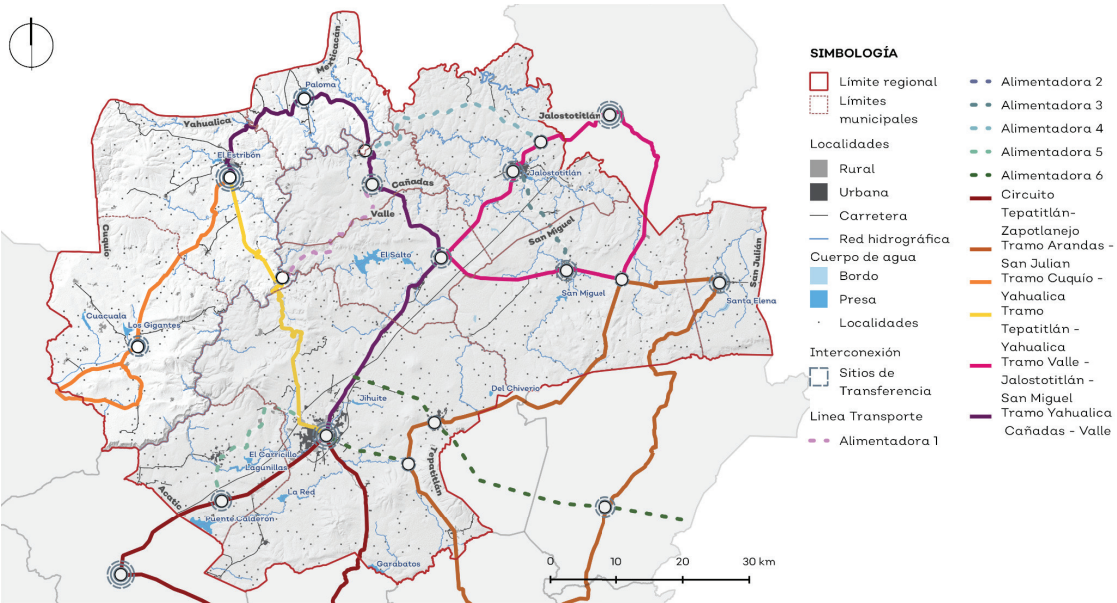 Mexticacán
Paloma
Yahualica
Jalostotitlán
El Estribón
Jalostotitlán
Cañadas
Valle
San Miguel
Cuquío
El Salto
San Julián
San Miguel
Santa Elena
Cuacuala
Los Gigantes
Del Chiverio
Jihuite
El Carricillo
Lagunillas
Tepatitlán
Acatic
La Red
Puente Calderón
Garabatos
0 10 20 30 km
SIMBOLOGÍA
Límite regional
Límites
municipales
Localidades
Rural
Urbana
Carretera
Red hidrográfica
Cuerpo de agua
Bordo
Presa
Localidades
Interconexión
Sitios de
Transferencia
Linea Transporte
Alimentadora 1
Alimentadora 2
Alimentadora 3
Alimentadora 4
Alimentadora 5
Alimentadora 6
Circuito
Tepatitlán-
Zapotlanejo
Tramo Arandas -
San Julian
Tramo Cuquío -
Yahualica
Tramo
Tepatitlán -
Yahualica
Tramo Valle -
Jalostotitlán -
San Miguel
Tramo Yahualica
Cañadas - Valle